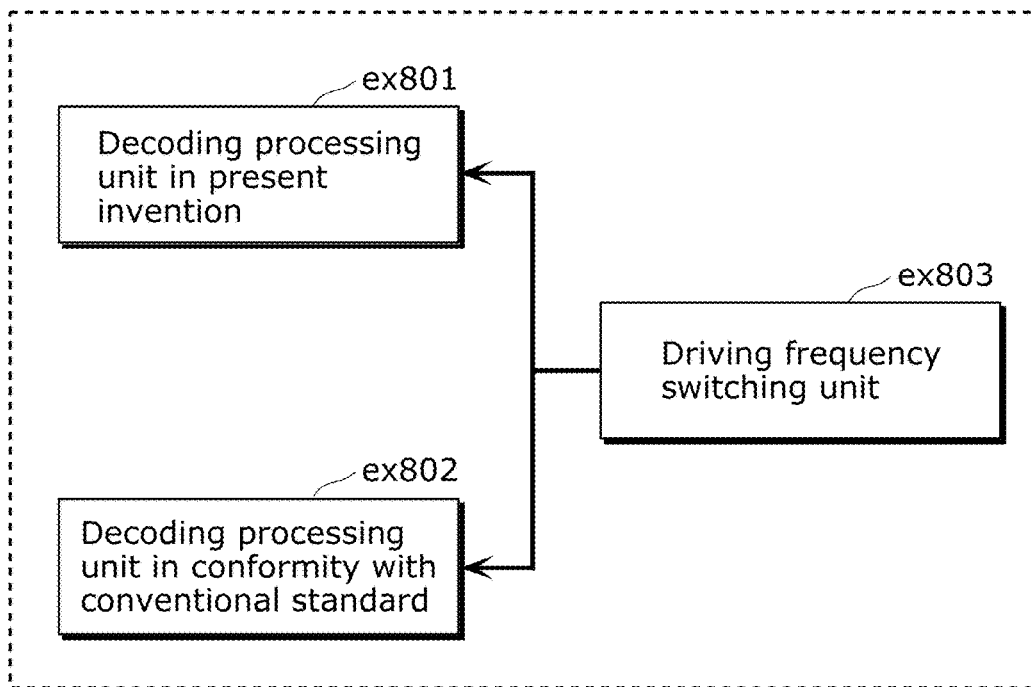 ex801
Decoding processing
unit in present
invention
ex803
Driving frequency
switching unit
ex802
Decoding processing
unit in conformity with
conventional standard